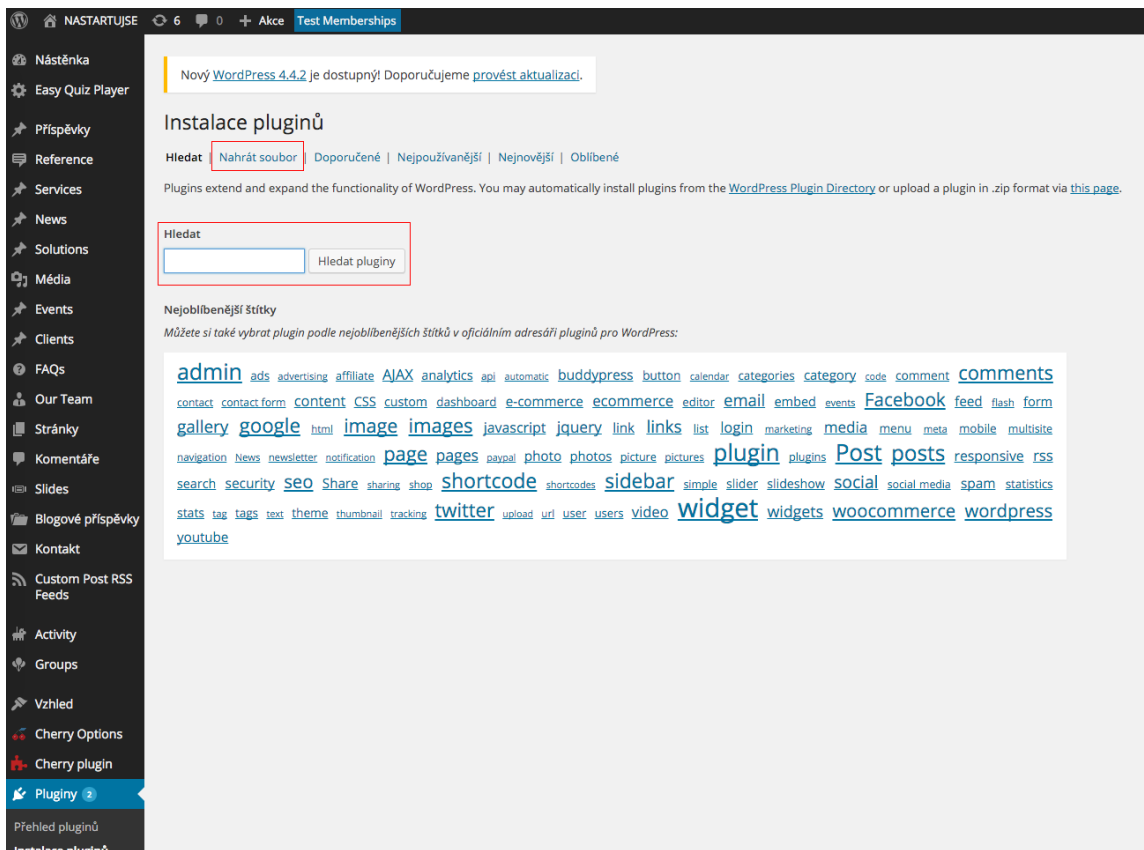 NASTARTUJSE 6 0 + Akce Test Memberships
Nástěnka
Easy Quiz Player
Příspěvky
Reference
Services
News
Solutions
Média
Events
Clients
FAQs
Our Team
Stránky
Komentáře
Slides
Blogové příspěvky
Kontakt
Custom Post RSS
Feeds
Activity
Groups
Vzhled
Cherry Options
Cherry plugin
Pluginy 2
Přehled pluginů
Instalace pluginů
Nový WordPress 4.4.2 je dostupný! Doporučujeme provést aktualizaci.
Instalace pluginů
Hledat | Nahrát soubor | Doporučené | Nejpoužívanější | Nejnovější | Oblíbené
Plugins extend and expand the functionality of WordPress. You may automatically install plugins from the WordPress Plugin Directory or upload a plugin in .zip format via this page.
Hledat
Hledat pluginy
Nejoblíbenější štítky
Můžete si také vybrat plugin podle nejoblíbenějších štítků v oficiálním adresáři pluginů pro WordPress:
admin ads advertising affiliate AJAX analytics api automatic buddypress button calendar categories category code comment comments
contact contact form content CSS custom dashboard e-commerce ecommerce editor email embed events Facebook feed flash form
gallery google html image images javascript jquery link links list login marketing media menu meta mobile multisite
navigation News newsletter notification page pages paypal photo photos picture pictures plugin plugins Post posts responsive rss
search security seo Share sharing shop shortcode shortcodes sidebar simple slider slideshow social social media spam statistics
stats tag tags text theme thumbnail tracking twitter upload url user users video widget widgets woocommerce wordpress
youtube